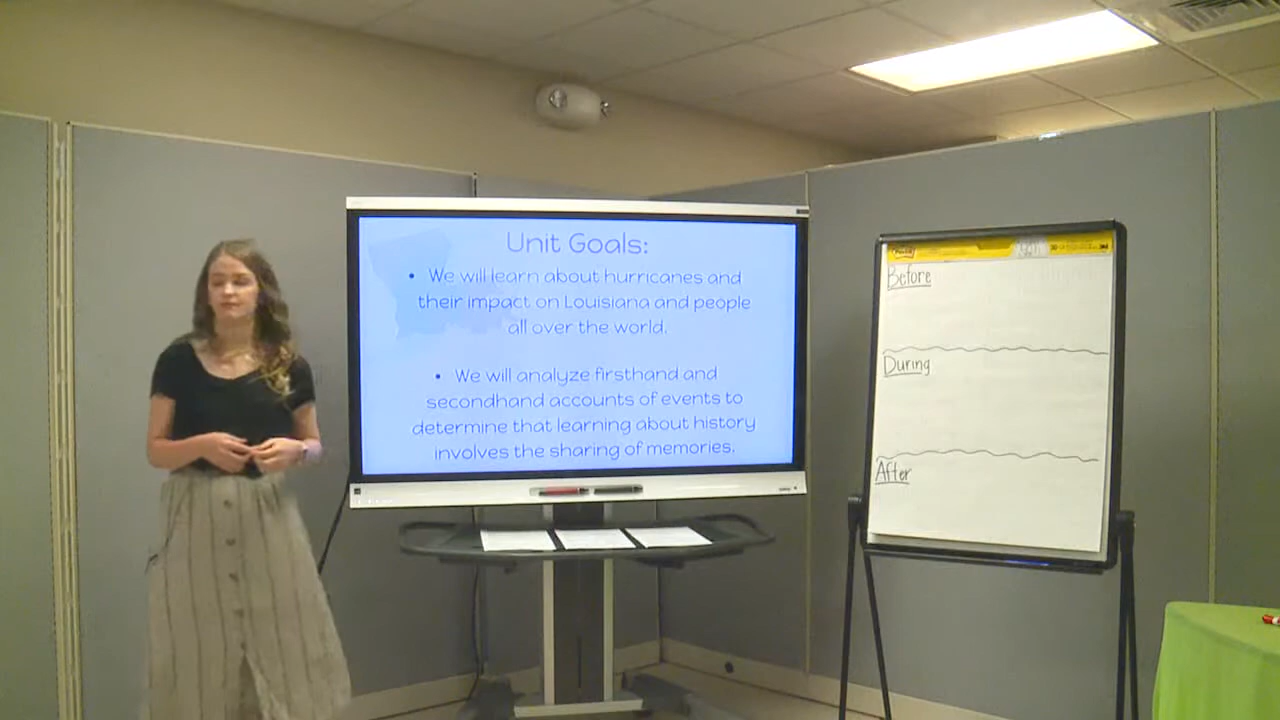 Unit Goals:
• We will learn about hurricanes and
their impact on Louisiana and people
all over the world.
• We will analyze firsthand and
secondhand accounts of events to
determine that learning about history
involves the sharing of memories.
Before
During
After